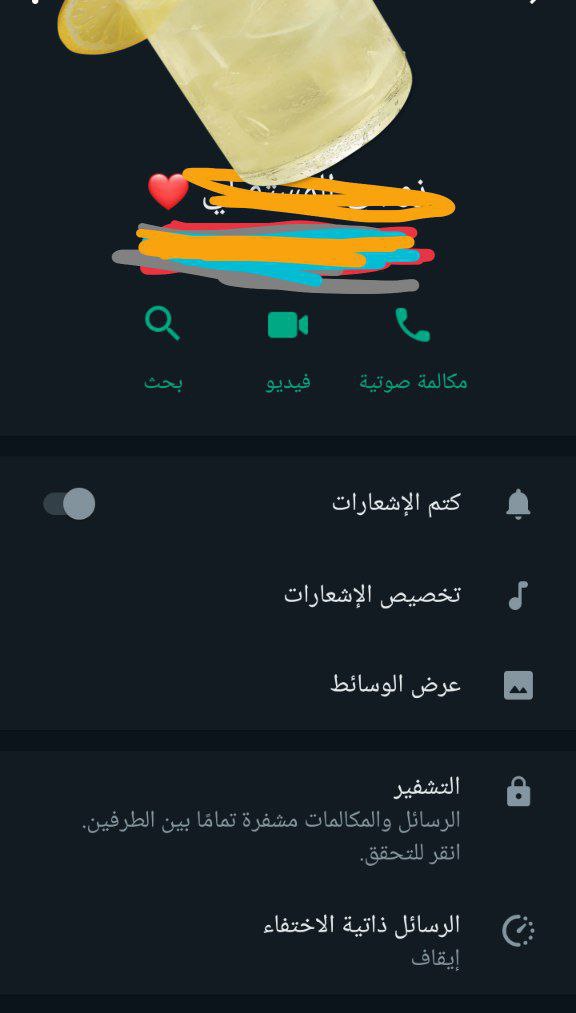 ❤️
مكالمة صوتية
فيديو
بحث
كتم الإشعارات
تخصيص الإشعارات
عرض الوسائط
التشفير
الرسائل والمكالمات مشفرة تمامًا بين الطرفين.
انقر للتحقق.
الرسائل ذاتية الاختفاء
إيقاف